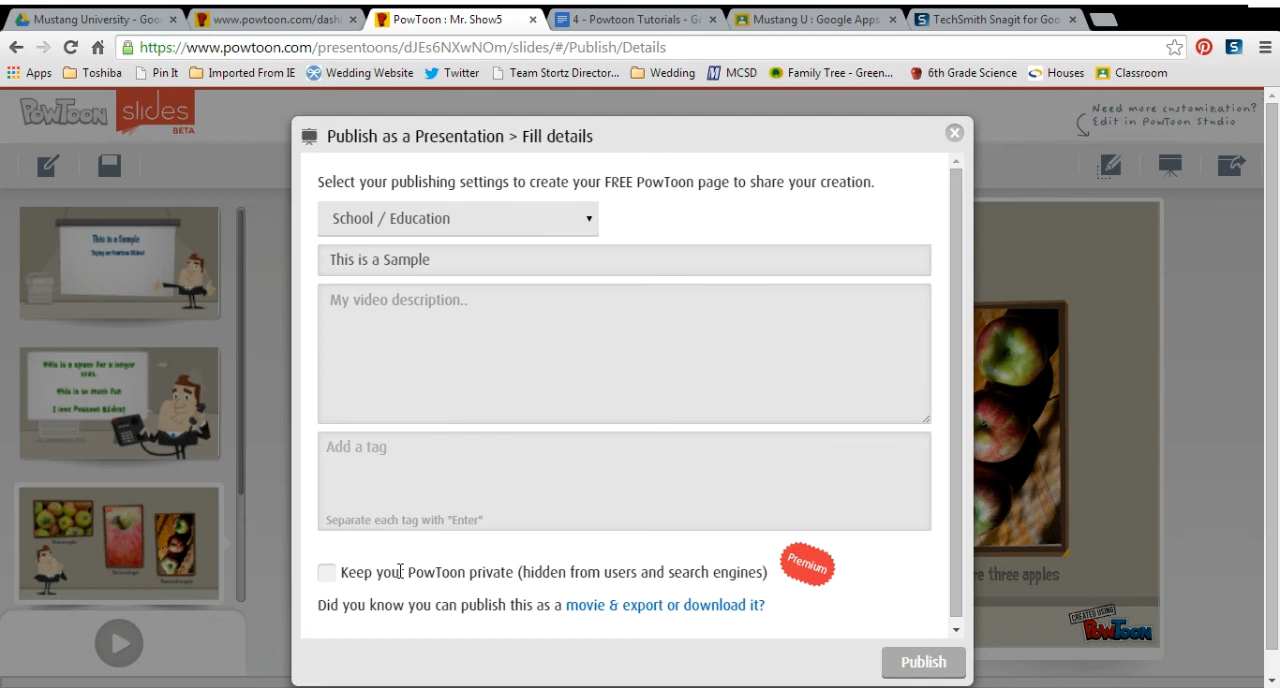 Mustang University - Goo
www.powtoon.com/dash
PowToon : Mr. Show5
4 - Powtoon Tutorials - G
Mustang U : Google Apps
TechSmith Snagit for Goo
https://www.powtoon.com/presentoons/dJEs6NXwNOm/slides/#/Publish/Details
Apps
Toshiba
Pin It
Imported From IE
Wedding Website
Twitter
Team Stortz Director...
Wedding
MCSD
Family Tree - Green...
6th Grade Science
Houses
Classroom
PowToon slides
BETA
Need more customization?
Edit in PowToon Studio
Publish as a Presentation > Fill details
Select your publishing settings to create your FREE PowToon page to share your creation.
School / Education
This is a Sample
My video description..
Add a tag
Separate each tag with "Enter"
Keep your PowToon private (hidden from users and search engines)
Premium
Did you know you can publish this as a movie & export or download it?
Publish
This is a Sample
Trying out PowToon Slides!
This is a space for a longer
text.
This is so much fun
I love Powtoon Slides!
re three apples
CREATED USING
PowToon